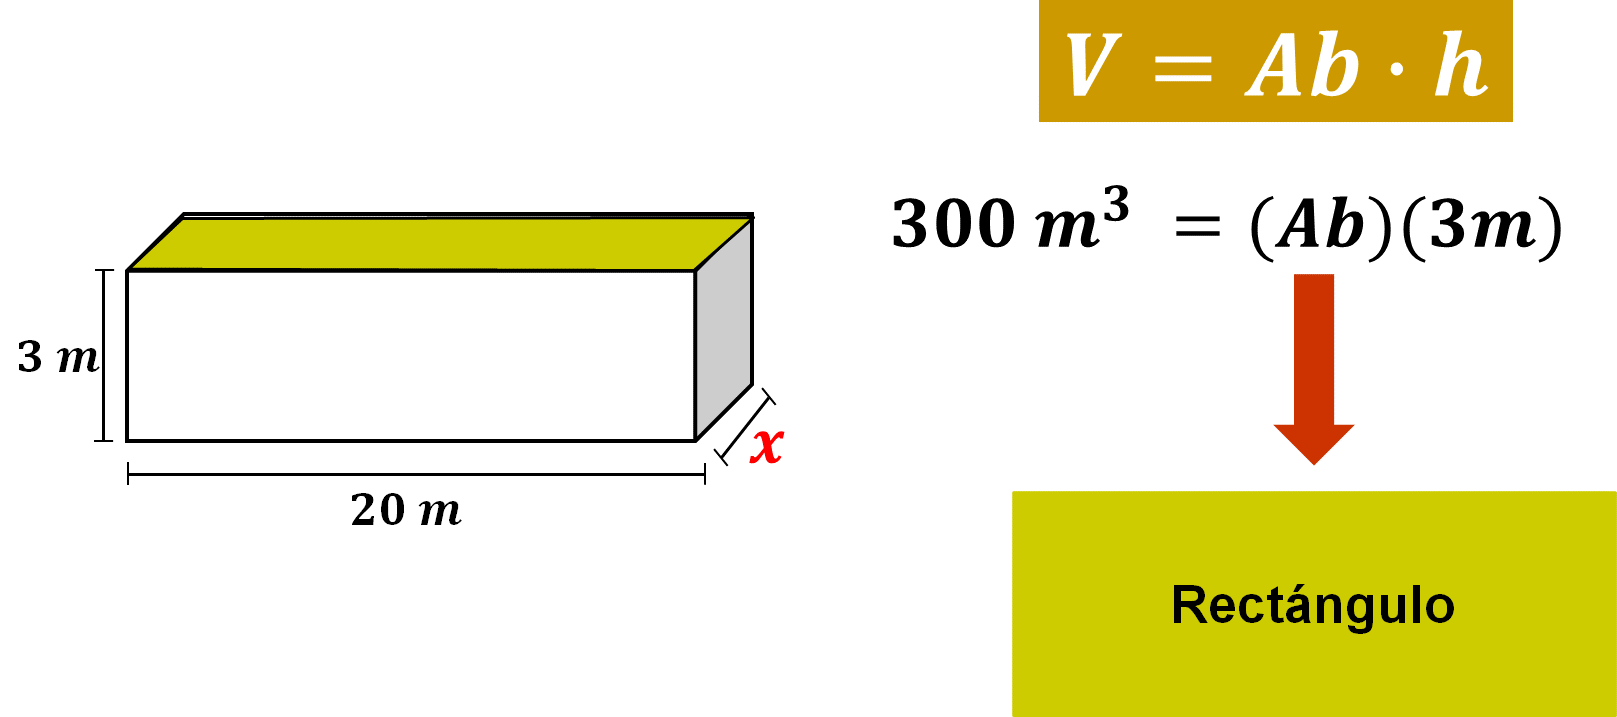 V = Ab · h
300 m³ = (Ab)(3m)
3 m
x
20 m
Rectángulo